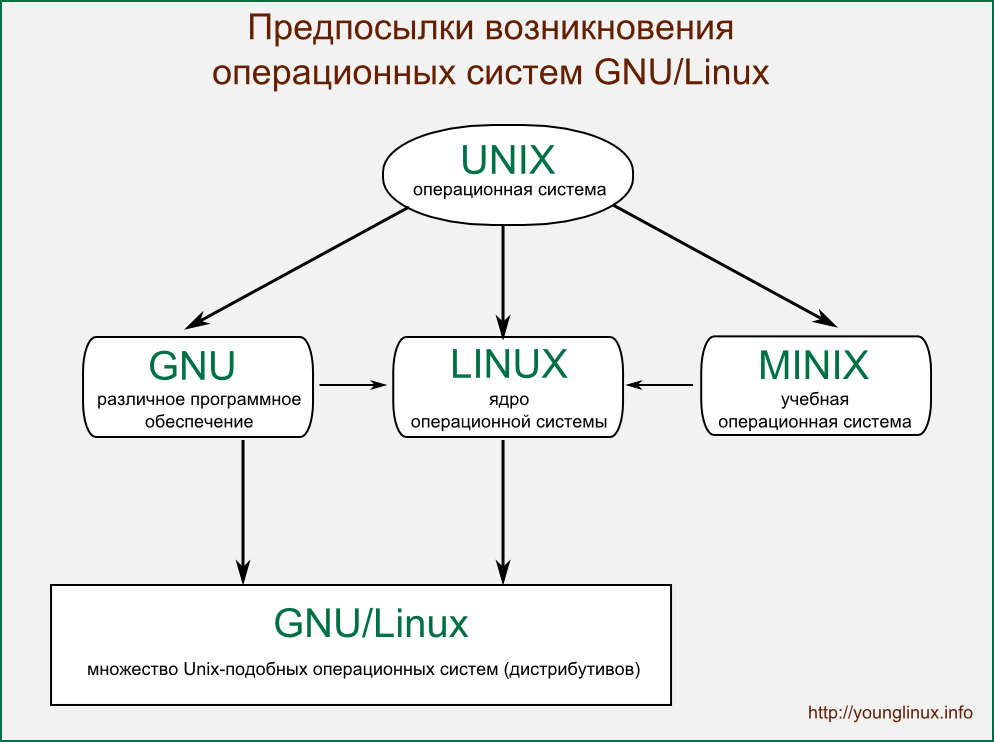 Предпосылки возникновения
операционных систем GNU/Linux
UNIX
операционная система
GNU
различное программное
обеспечение
LINUX
ядро
операционной системы
MINIX
учебная
операционная система
GNU/Linux
множество Unix-подобных операционных систем (дистрибутивов)
http://younglinux.info